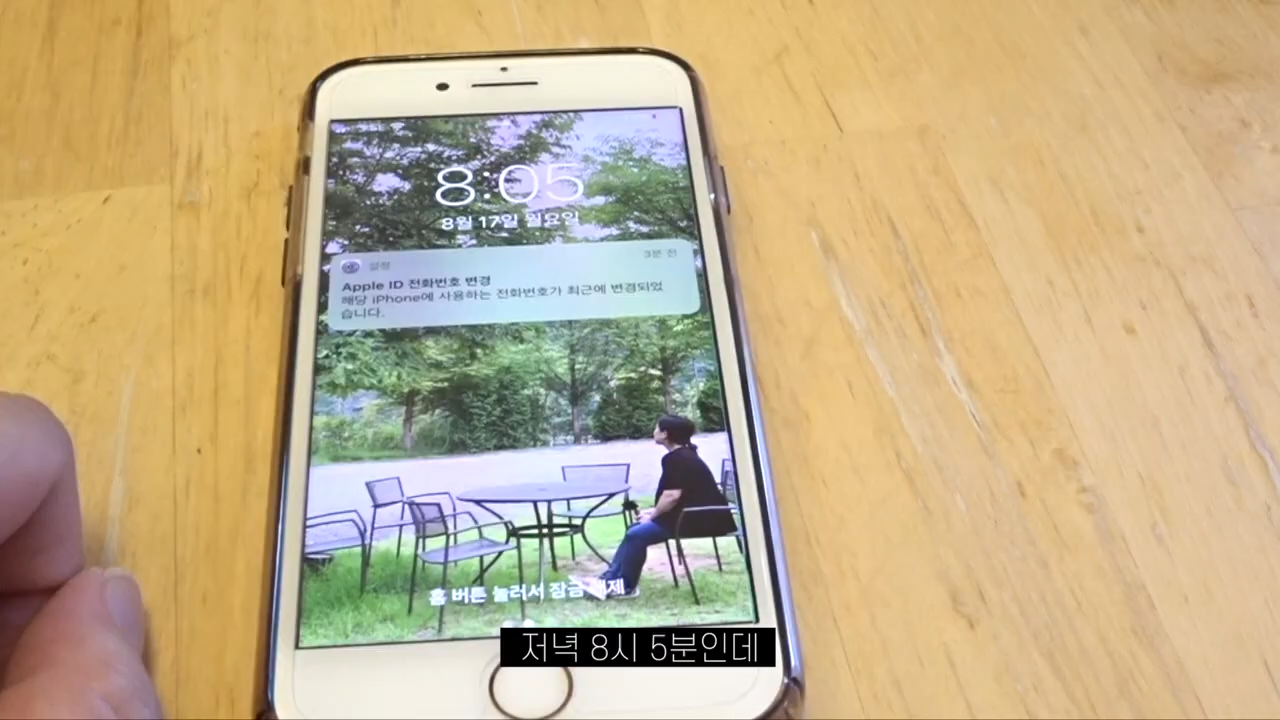 8:05
8월 17일 월요일
설정
3분 전
Apple ID 전화번호 변경
해당 iPhone에 사용하는 전화번호가 최근에 변경되었
습니다.
홈 버튼 눌러서 잠금 해제
저녁 8시 5분인데